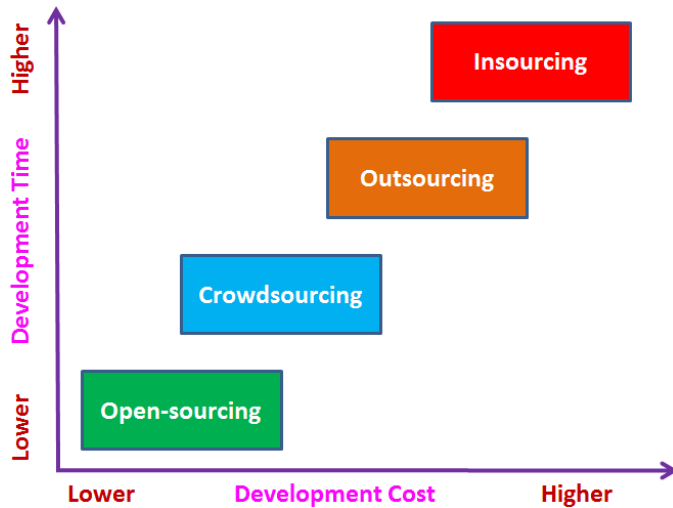 Higher
Insourcing
Outsourcing
Development Time
Crowdsourcing
Open-sourcing
Lower
Lower
Development Cost
Higher